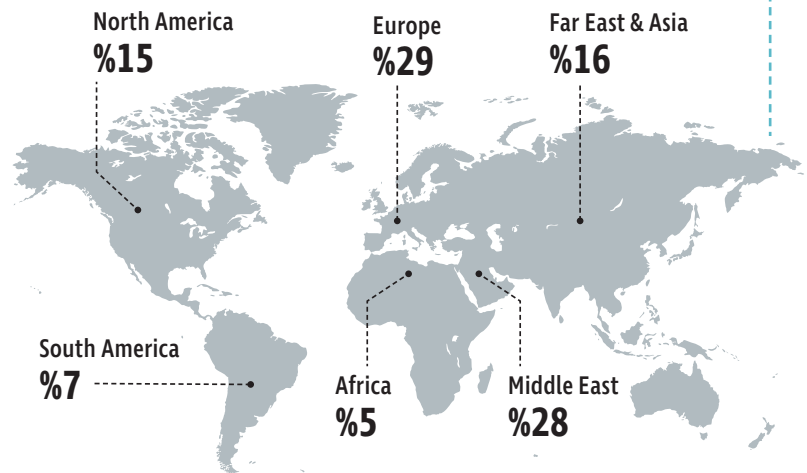 North America
%15
Europe
%29
Far East & Asia
%16
South America
%7
Africa
%5
Middle East
%28